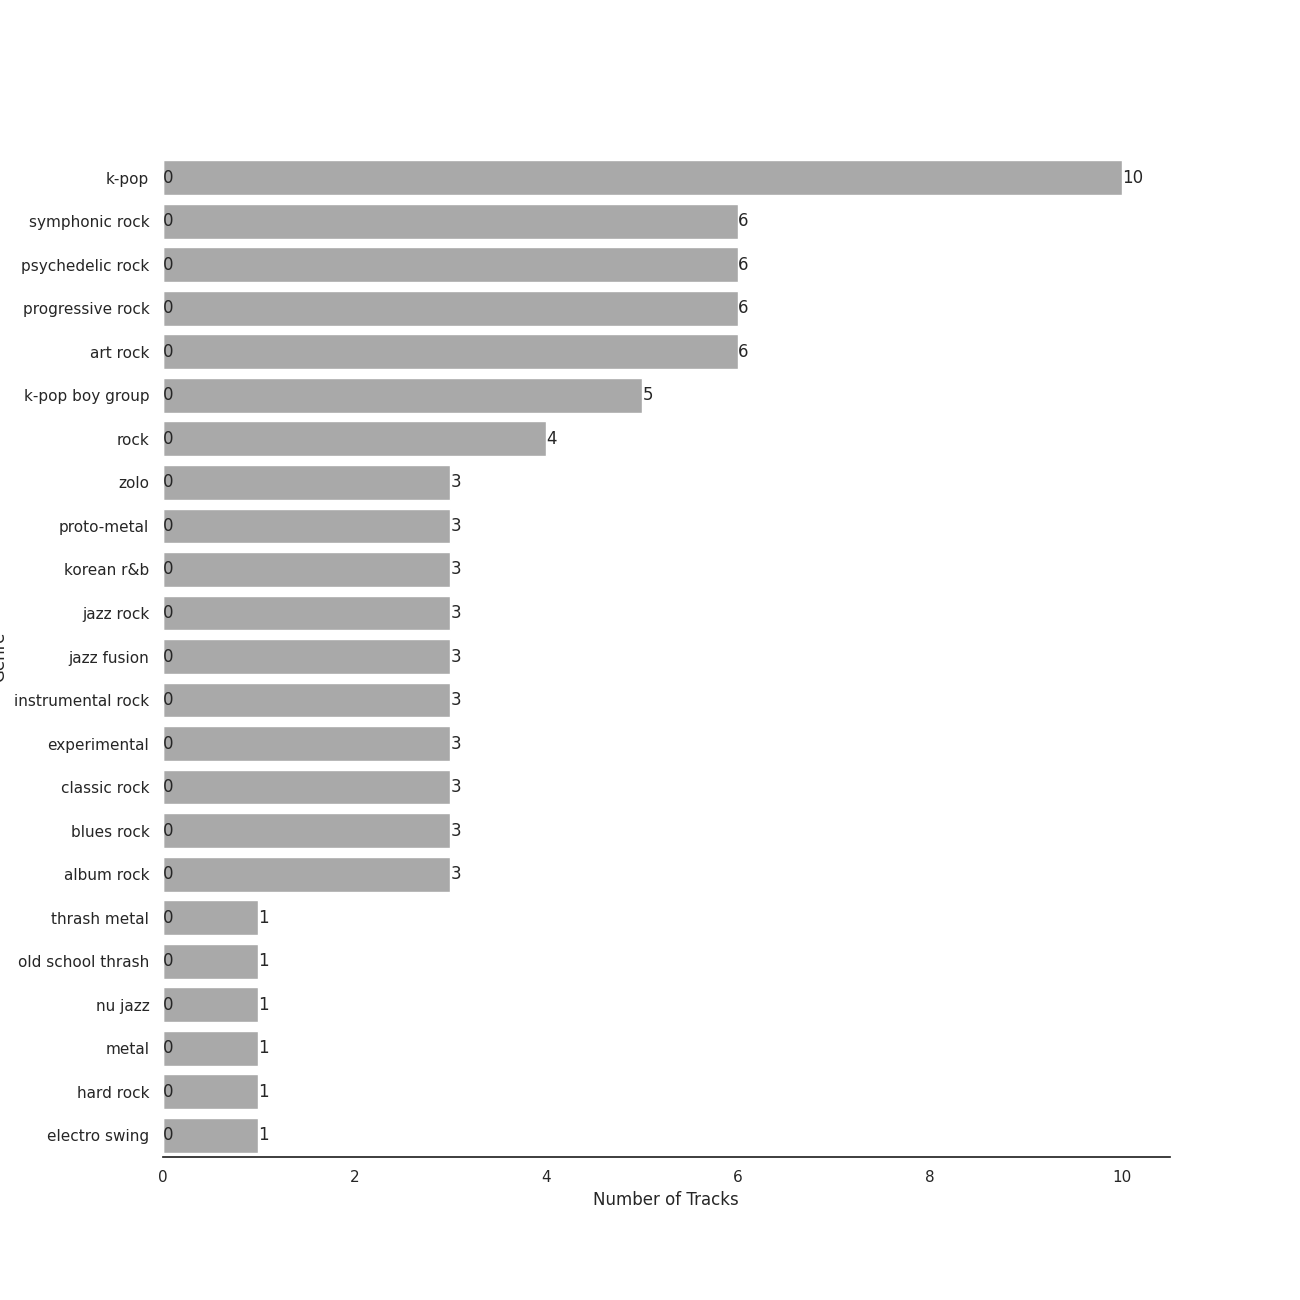 k-pop 0 10
symphonic rock 0 6
psychedelic rock 0 6
progressive rock 0 6
art rock 0 6
k-pop boy group 0 5
rock 0 4
zolo 0 3
proto-metal 0 3
korean r&b 0 3
jazz rock 0 3
jazz fusion 0 3
instrumental rock 0 3
experimental 0 3
classic rock 0 3
blues rock 0 3
album rock 0 3
thrash metal 0 1
old school thrash 0 1
nu jazz 0 1
metal 0 1
hard rock 0 1
electro swing 0 1
0 2 4 6 8 10
Number of Tracks